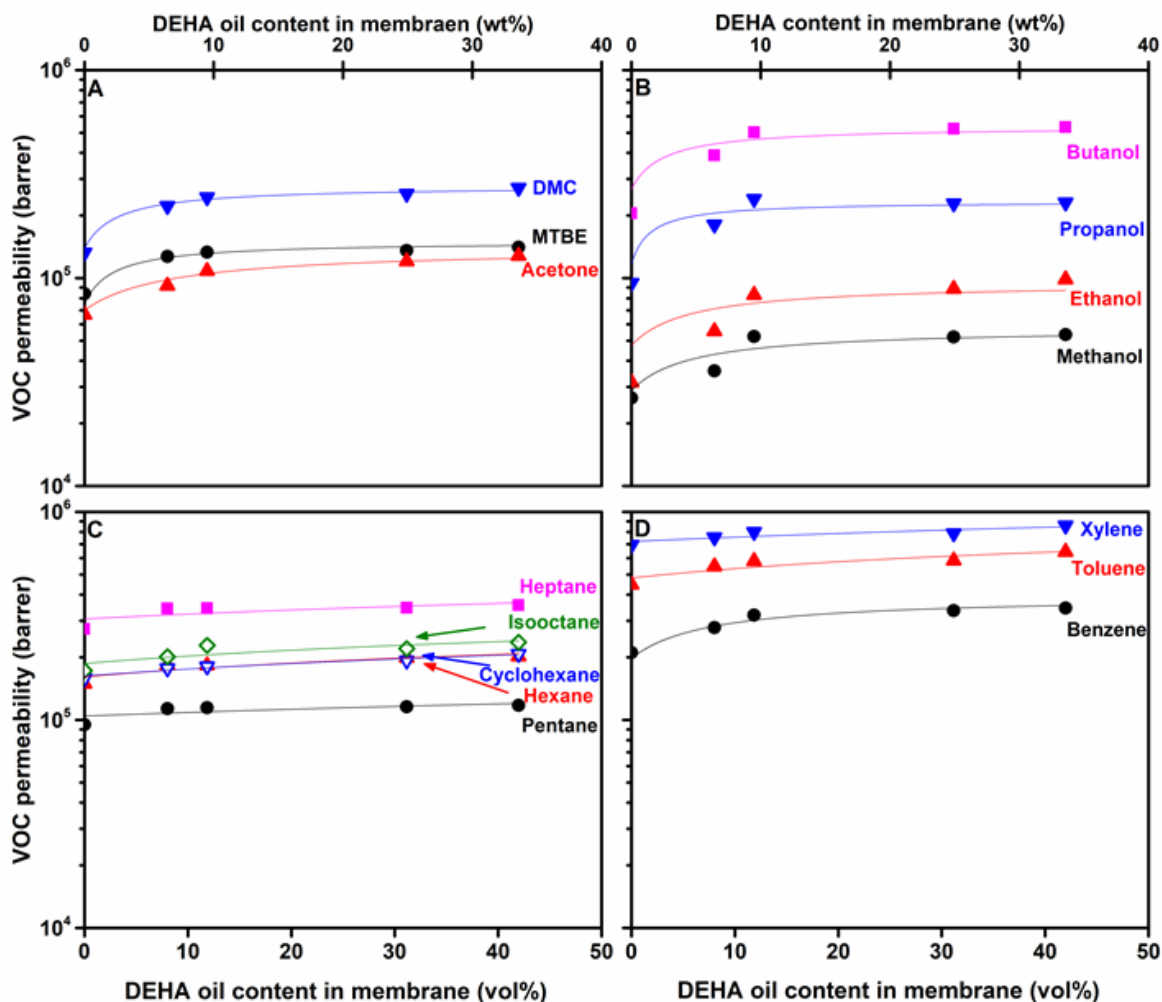 DEHA oil content in membraen (wt%)
DEHA oil content in membrane (wt%)
0 10 20 30 40
0 10 20 30 40
10^6
A
B
Butanol
DMC
Propanol
MTBE
Acetone
10^5
Ethanol
Methanol
10^4
VOC permeability (barrer)
10^6
C
D
Xylene
Toluene
Heptane
Isooctane
Benzene
Cyclohexane
Hexane
Pentane
10^5
10^4
VOC permeability (barrer)
0 10 20 30 40 50
0 10 20 30 40 50
DEHA oil content in membrane (vol%)
DEHA oil content in membrane (vol%)